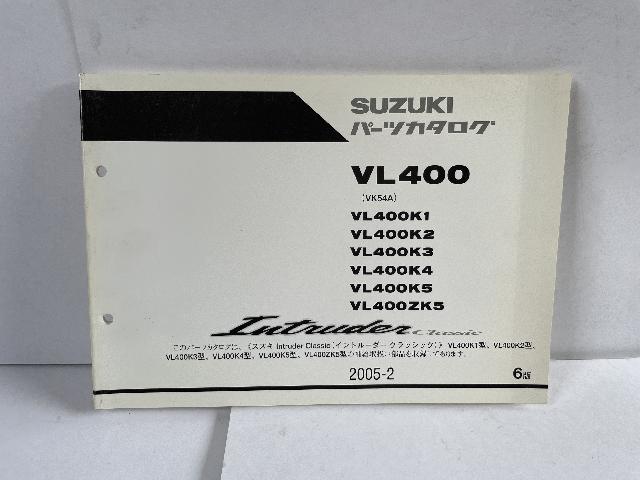 SUZUKI
パーツカタログ
VL400
(VK54A)
VL400K1
VL400K2
VL400K3
VL400K4
VL400K5
VL400ZK5
Intruder Classic
このパーツカタログは、《スズキ Intruder Classic(イントルーダー クラシック)》VL400K1型、VL400K2型、
VL400K3型、VL400K4型、VL400K5型、VL400ZK5型の補給取扱い部品を収録してあります。
2005-2
6版